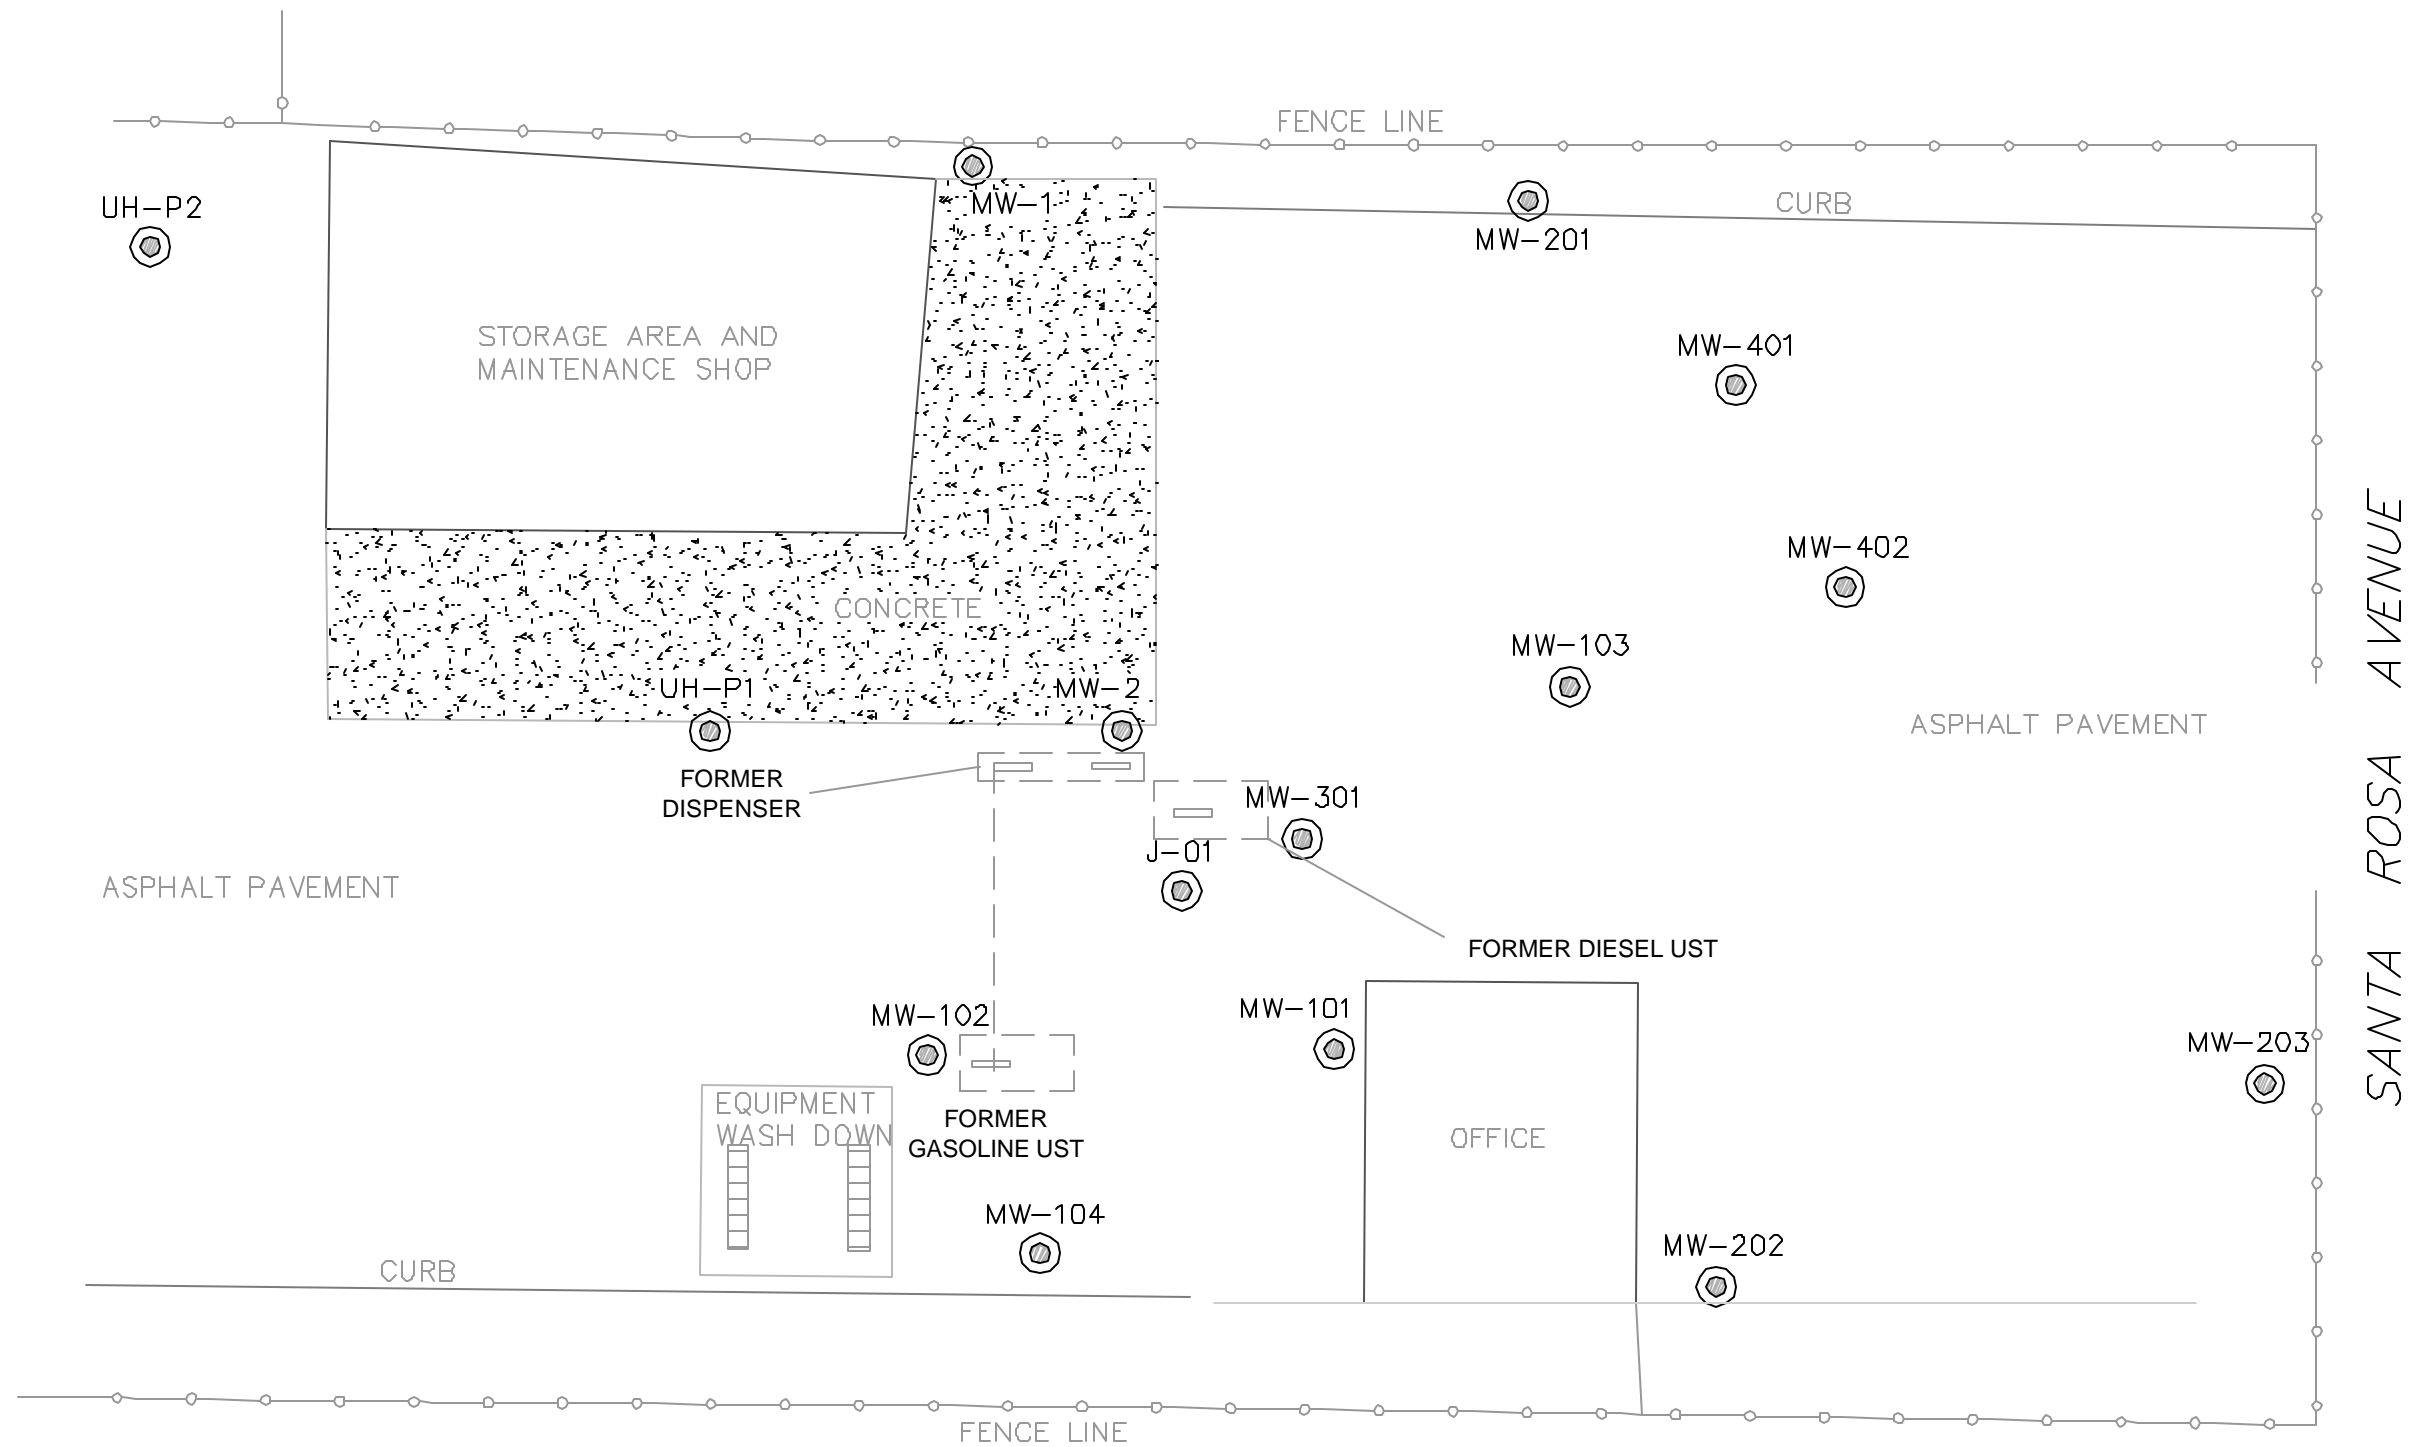 FENCE LINE
UH-P2
MW-1
CURB
MW-201
STORAGE AREA AND
MAINTENANCE SHOP
MW-401
MW-402
CONCRETE
MW-103
UH-P1
MW-2
ASPHALT PAVEMENT
SANTA ROSA AVENUE
FORMER
DISPENSER
MW-301
J-01
ASPHALT PAVEMENT
FORMER DIESEL UST
MW-102
MW-101
MW-203
EQUIPMENT
WASH DOWN
FORMER
GASOLINE UST
OFFICE
MW-104
MW-202
CURB
FENCE LINE